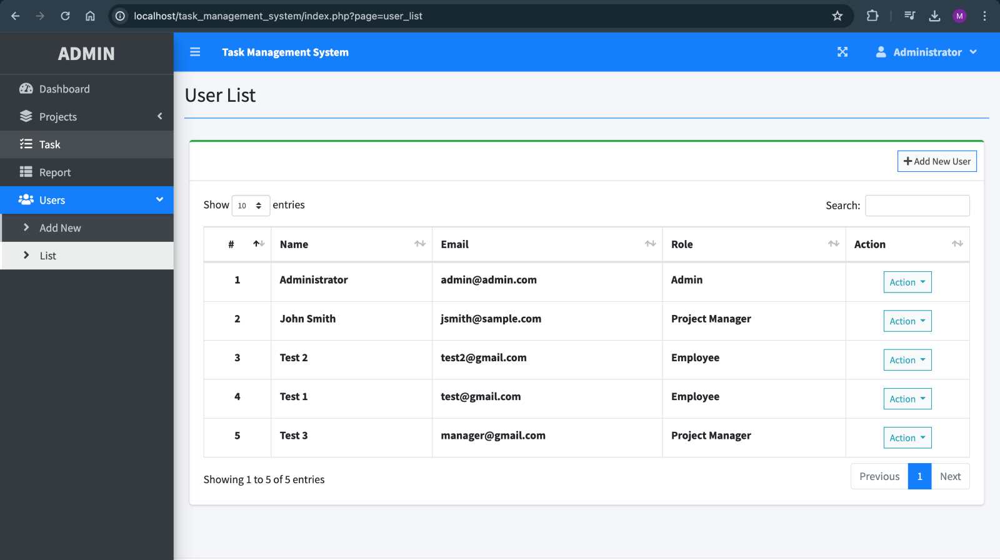 localhost/task_management_system/index.php?page=user_list
M
ADMIN
Task Management System
Administrator
Dashboard
Projects
Task
Report
Users
Add New
List
User List
Add New User
Show 10 entries
Search:
# Name Email Role Action
1 Administrator admin@admin.com Admin Action
2 John Smith jsmith@sample.com Project Manager Action
3 Test 2 test2@gmail.com Employee Action
4 Test 1 test@gmail.com Employee Action
5 Test 3 manager@gmail.com Project Manager Action
Showing 1 to 5 of 5 entries
Previous 1 Next